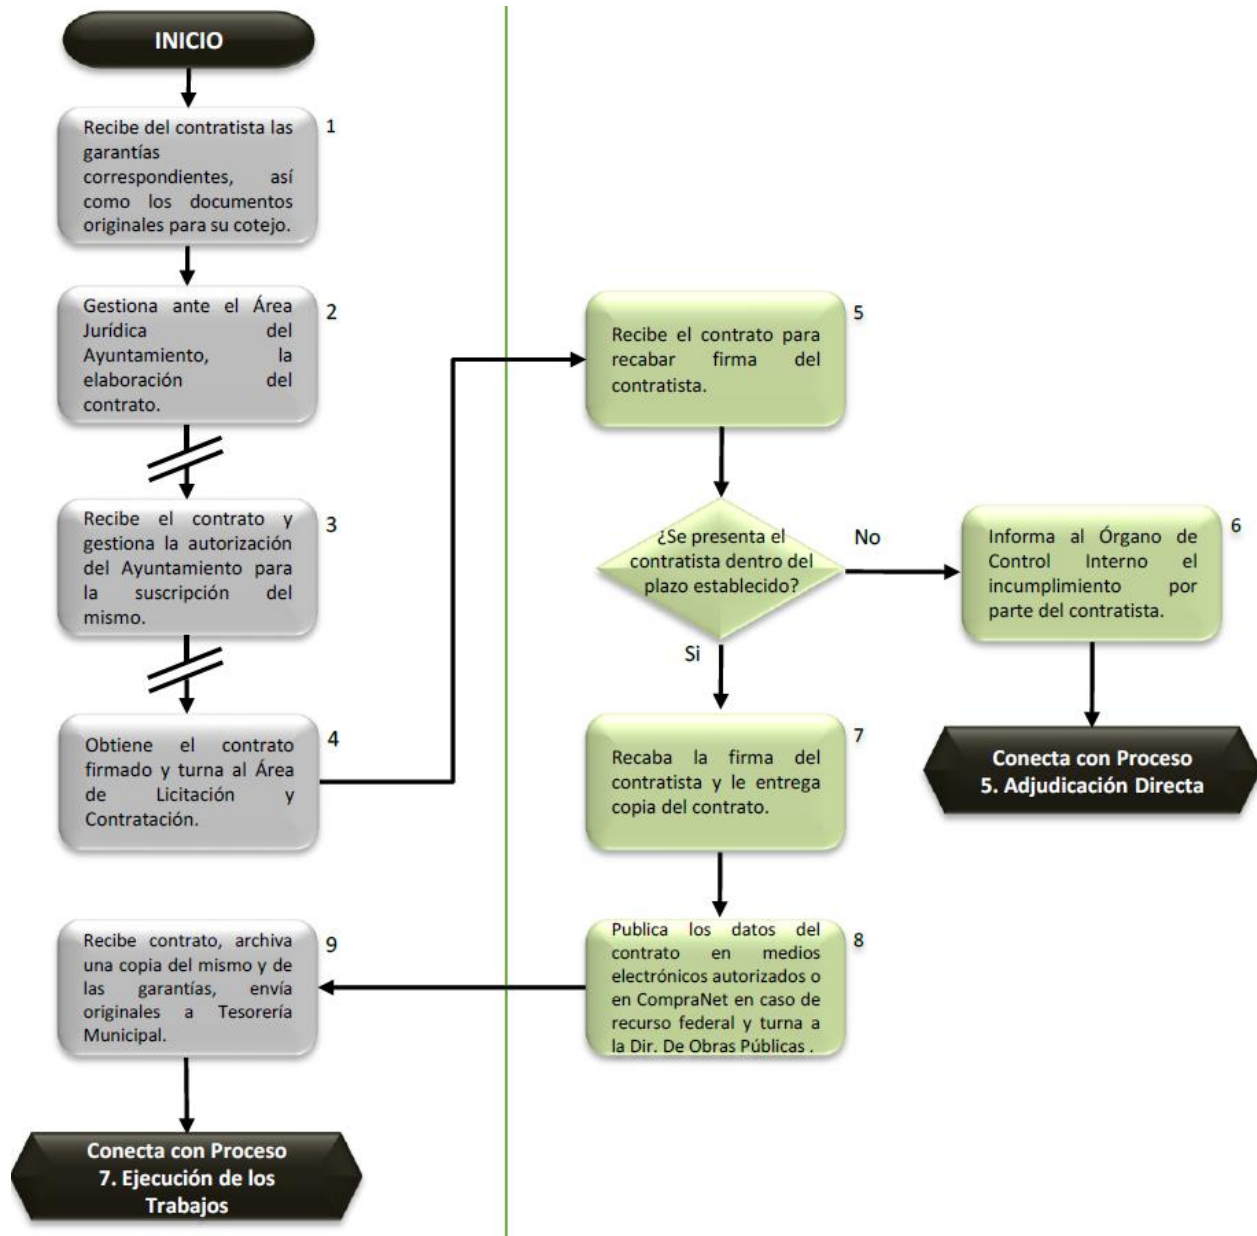 INICIO
Recibe del contratista las
garantías
correspondientes, así
como los documentos
originales para su cotejo.
1
Gestiona ante el Área
Jurídica del
Ayuntamiento, la
elaboración del
contrato.
2
Recibe el contrato y
gestiona la autorización
del Ayuntamiento para
la suscripción del
mismo.
3
Obtiene el contrato
firmado y turna al Área
de Licitación y
Contratación.
4
Recibe el contrato para
recabar firma del
contratista.
5
¿Se presenta el
contratista dentro del
plazo establecido?
No
Informa al Órgano de
Control Interno el
incumplimiento por
parte del contratista.
6
Conecta con Proceso
5. Adjudicación Directa
Si
Recaba la firma del
contratista y le entrega
copia del contrato.
7
Publica los datos del
contrato en medios
electrónicos autorizados o
en CompraNet en caso de
recurso federal y turna a
la Dir. De Obras Públicas .
8
Recibe contrato, archiva
una copia del mismo y de
las garantías, envía
originales a Tesorería
Municipal.
9
Conecta con Proceso
7. Ejecución de los
Trabajos